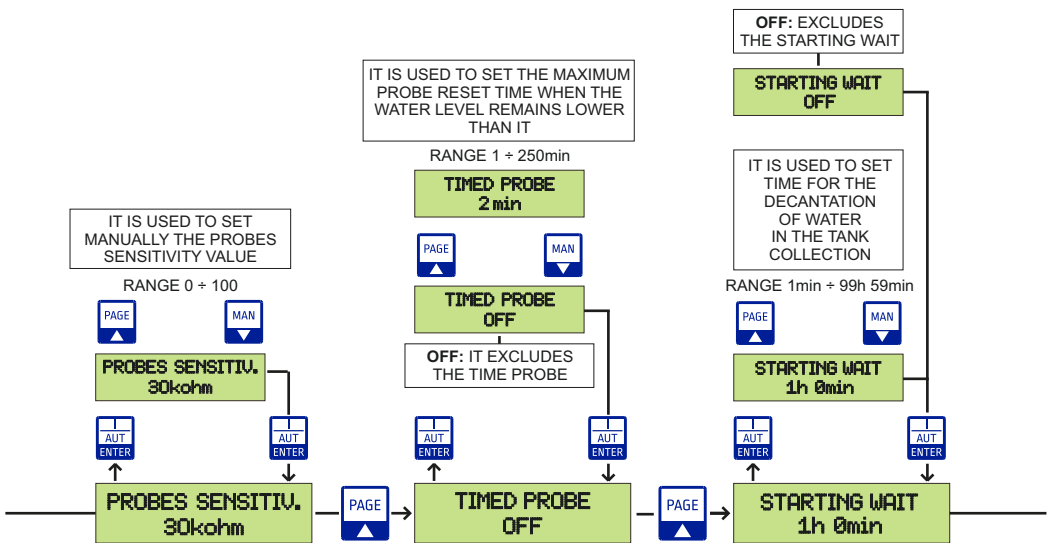 IT IS USED TO SET
MANUALLY THE PROBES
SENSITIVITY VALUE
RANGE 0 ÷ 100
PAGE
MAN
PROBES SENSITIV.
30kohm
AUT
ENTER
AUT
ENTER
PROBES SENSITIV.
30kohm
PAGE
IT IS USED TO SET THE MAXIMUM
PROBE RESET TIME WHEN THE
WATER LEVEL REMAINS LOWER
THAN IT
RANGE 1 ÷ 250min
TIMED PROBE
2 min
PAGE
MAN
TIMED PROBE
OFF
OFF: IT EXCLUDES
THE TIME PROBE
AUT
ENTER
AUT
ENTER
TIMED PROBE
OFF
PAGE
OFF: EXCLUDES
THE STARTING WAIT
STARTING WAIT
OFF
IT IS USED TO SET
TIME FOR THE
DECANTATION
OF WATER
IN THE TANK
COLLECTION
RANGE 1min ÷ 99h 59min
PAGE
MAN
STARTING WAIT
1h 0min
AUT
ENTER
AUT
ENTER
STARTING WAIT
1h 0min